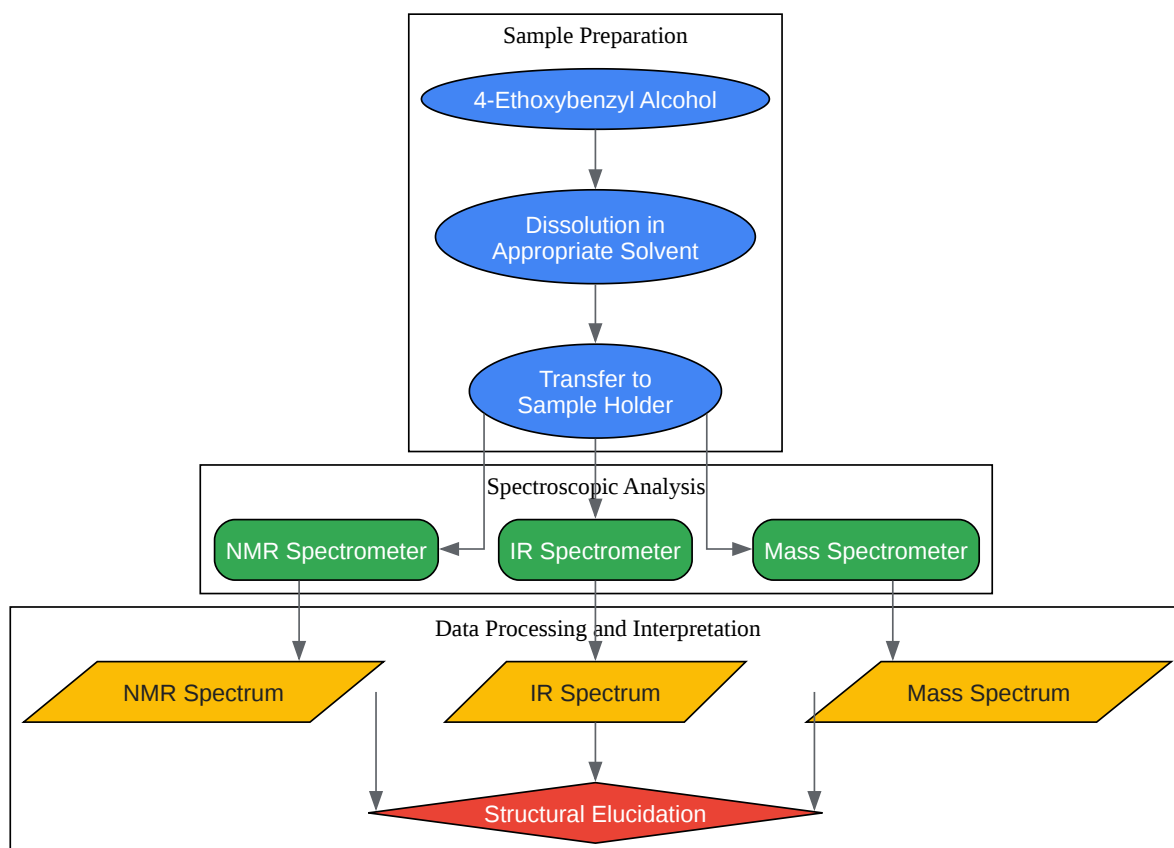 Sample Preparation
4-Ethoxybenzyl Alcohol
Dissolution in
Appropriate Solvent
Transfer to
Sample Holder
Spectroscopic Analysis
NMR Spectrometer
IR Spectrometer
Mass Spectrometer
Data Processing and Interpretation
NMR Spectrum
IR Spectrum
Mass Spectrum
Structural Elucidation